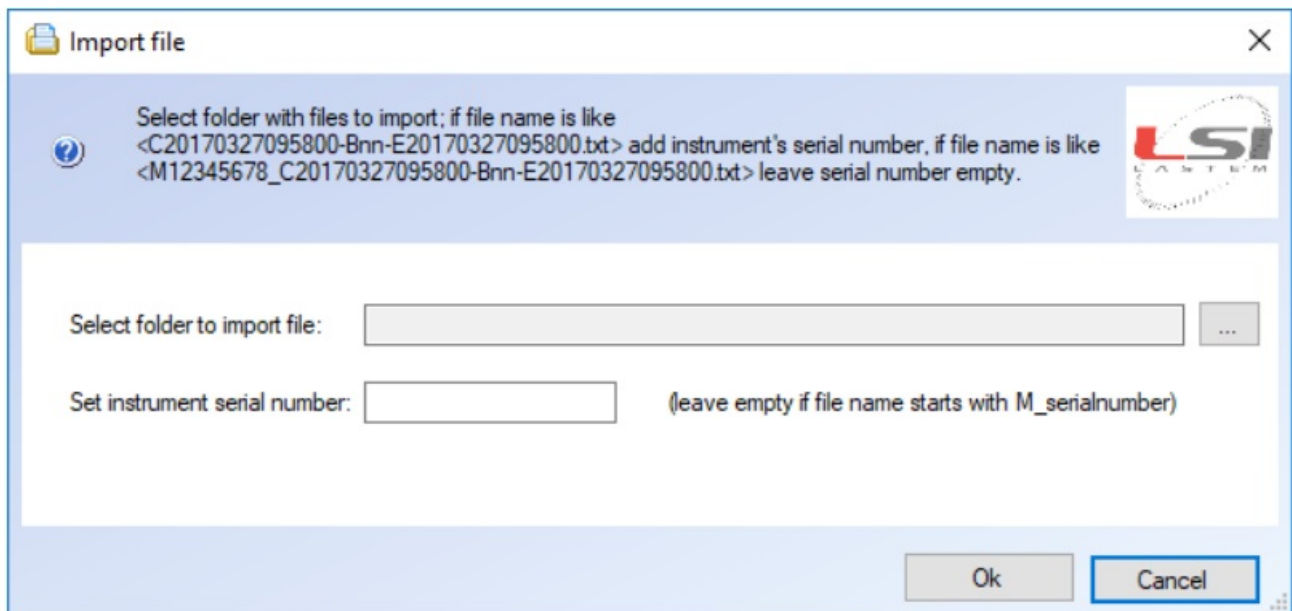 Import file
Select folder with files to import; if file name is like
<C20170327095800-Bnn-E20170327095800.txt> add instrument's serial number, if file name is like
<M12345678_C20170327095800-Bnn-E20170327095800.txt> leave serial number empty.
LSI
LASTEM
Select folder to import file:
...
Set instrument serial number:
(leave empty if file name starts with M_serialnumber)
Ok
Cancel